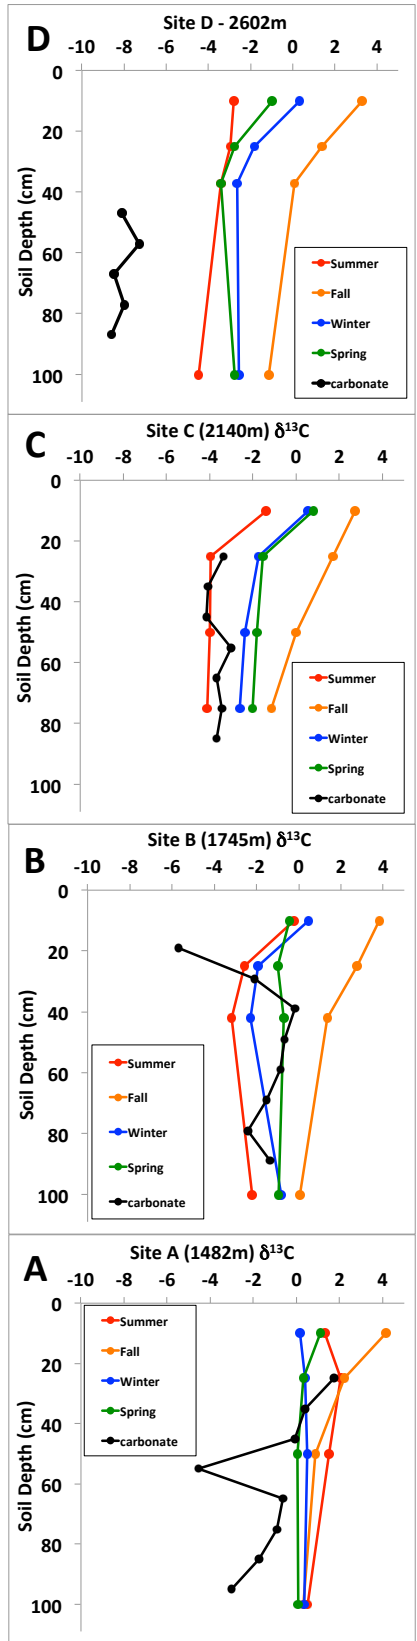 D
Site D - 2602m
-10 -8 -6 -4 -2 0 2 4
0
20
40
60
80
100
Soil Depth (cm)
Summer
Fall
Winter
Spring
carbonate
C
Site C (2140m) δ¹³C
-10 -8 -6 -4 -2 0 2 4
0
20
40
60
80
100
Soil Depth (cm)
Summer
Fall
Winter
Spring
carbonate
B
Site B (1745m) δ¹³C
-10 -8 -6 -4 -2 0 2 4
0
20
40
60
80
100
Soil Depth (cm)
Summer
Fall
Winter
Spring
carbonate
A
Site A (1482m) δ¹³C
-10 -8 -6 -4 -2 0 2 4
0
20
40
60
80
100
Soil Depth (cm)
Summer
Fall
Winter
Spring
carbonate